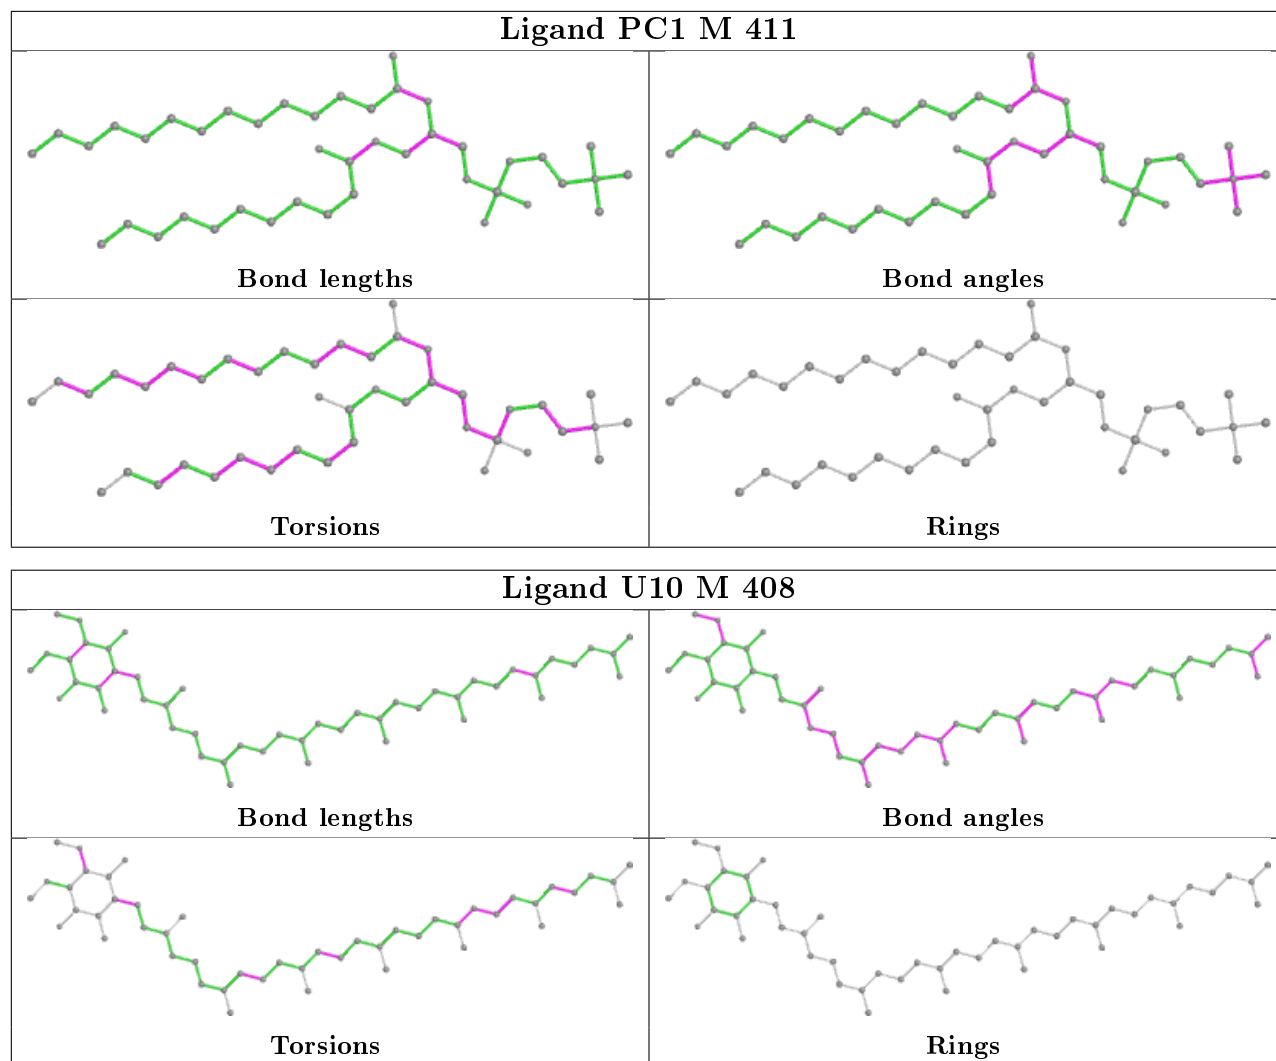 Ligand PC1 M 411
Bond lengths
Bond angles
Torsions
Rings
Ligand U10 M 408
Bond lengths
Bond angles
Torsions
Rings